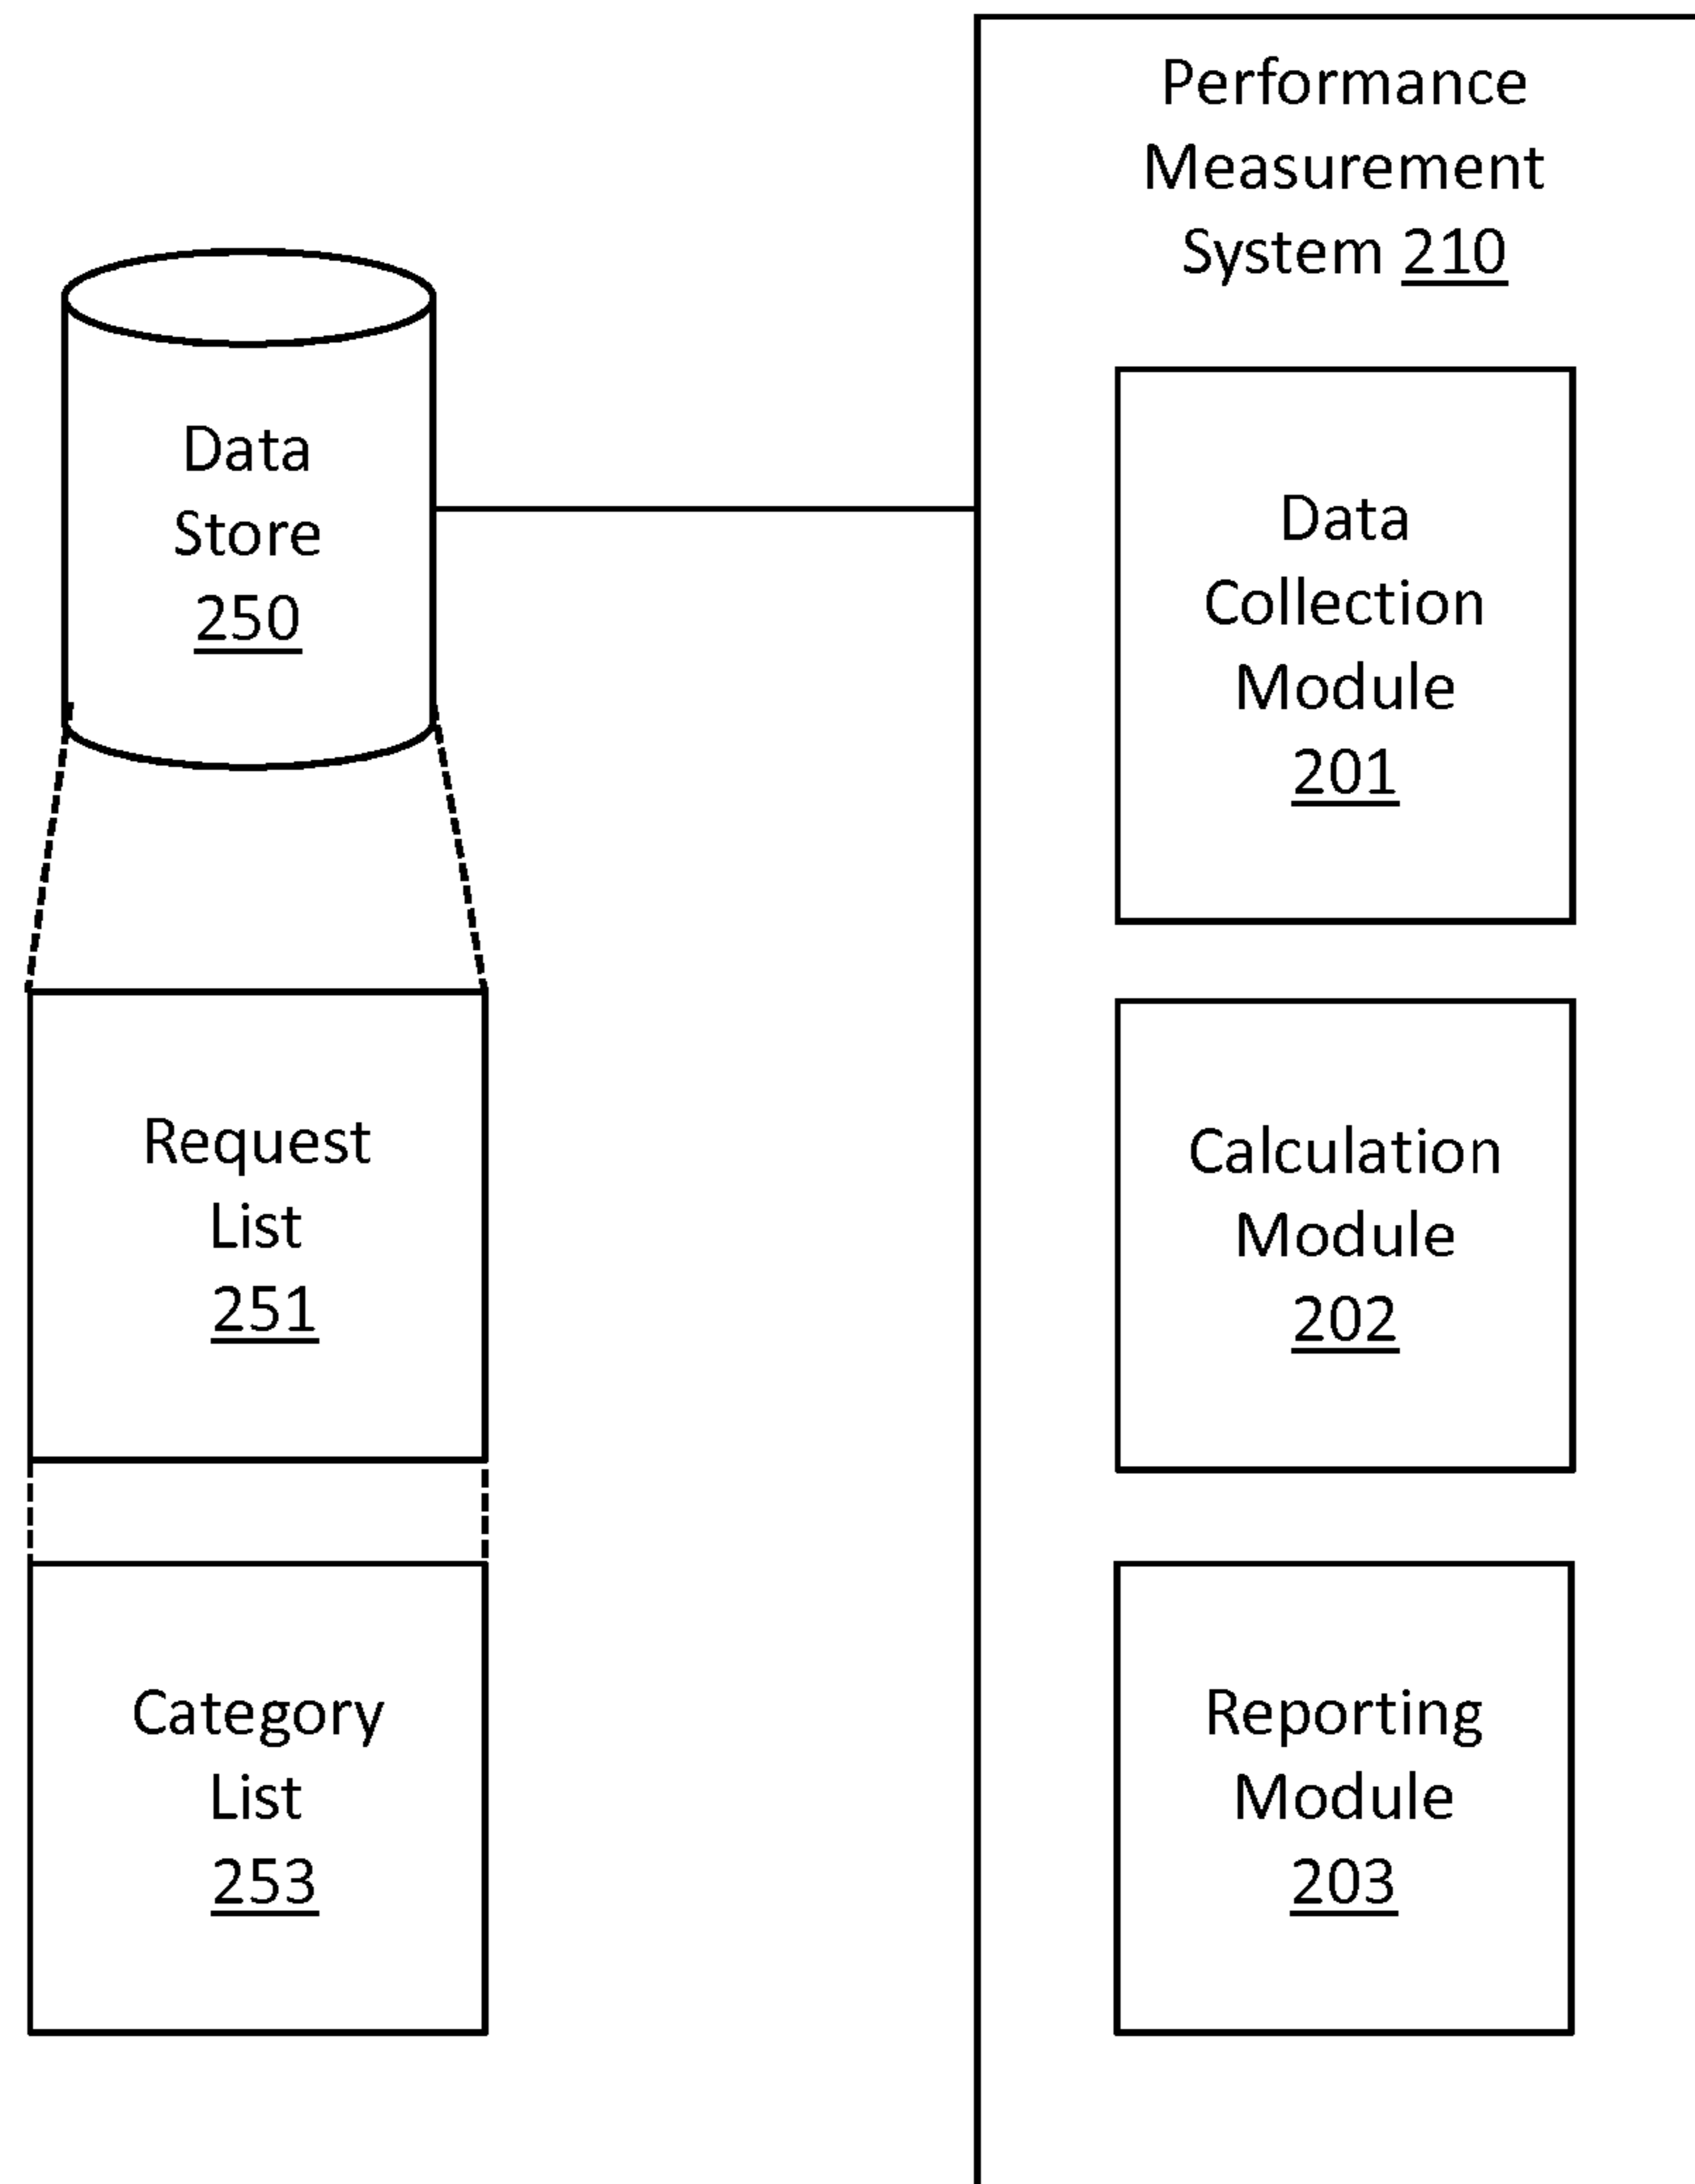 Performance
Measurement
System 210
Data
Store
250
Data
Collection
Module
201
Request
List
251
Calculation
Module
202
Category
List
253
Reporting
Module
203